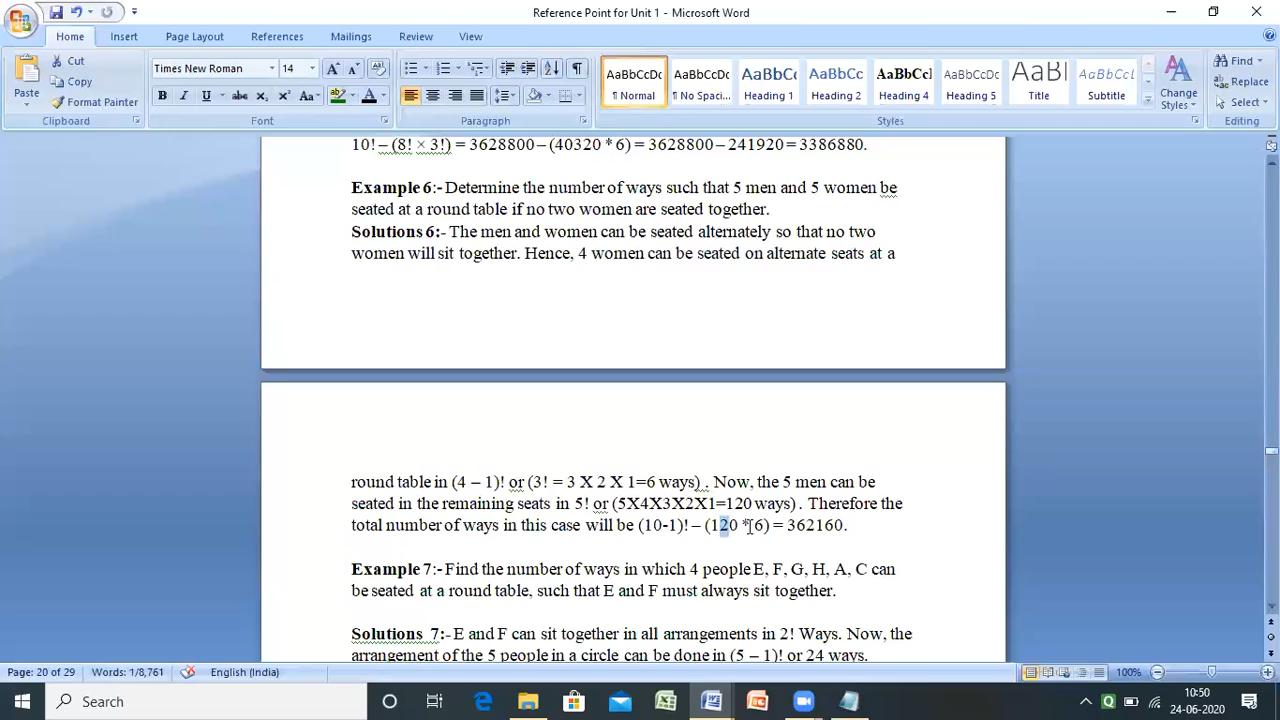 Reference Point for Unit 1 - Microsoft Word
Home Insert Page Layout References Mailings Review View
Paste
Cut
Copy
Format Painter
Clipboard
Times New Roman 14
Font
Paragraph
AaBbCcDc AaBbCcDc AaBbCc AaBbCc AaBbCcI AaBbCcDc AaBl AaBbCcL
¶ Normal ¶ No Spaci... Heading 1 Heading 2 Heading 4 Heading 5 Title Subtitle
Change Styles
Styles
Find
Replace
Select
Editing
10! – (8! × 3!) = 3628800 – (40320 * 6) = 3628800 – 241920 = 3386880.
Example 6:- Determine the number of ways such that 5 men and 5 women be
seated at a round table if no two women are seated together.
Solutions 6:- The men and women can be seated alternately so that no two
women will sit together. Hence, 4 women can be seated on alternate seats at a
round table in (4 – 1)! or (3! = 3 X 2 X 1=6 ways) . Now, the 5 men can be
seated in the remaining seats in 5! or (5X4X3X2X1=120 ways) . Therefore the
total number of ways in this case will be (10-1)! – (120 * 6) = 362160.
Example 7:- Find the number of ways in which 4 people E, F, G, H, A, C can
be seated at a round table, such that E and F must always sit together.
Solutions 7:- E and F can sit together in all arrangements in 2! Ways. Now, the
arrangement of the 5 people in a circle can be done in (5 – 1)! or 24 ways.
Page: 20 of 29 Words: 1/8,761 English (India) 100%
Search
10:50
24-06-2020